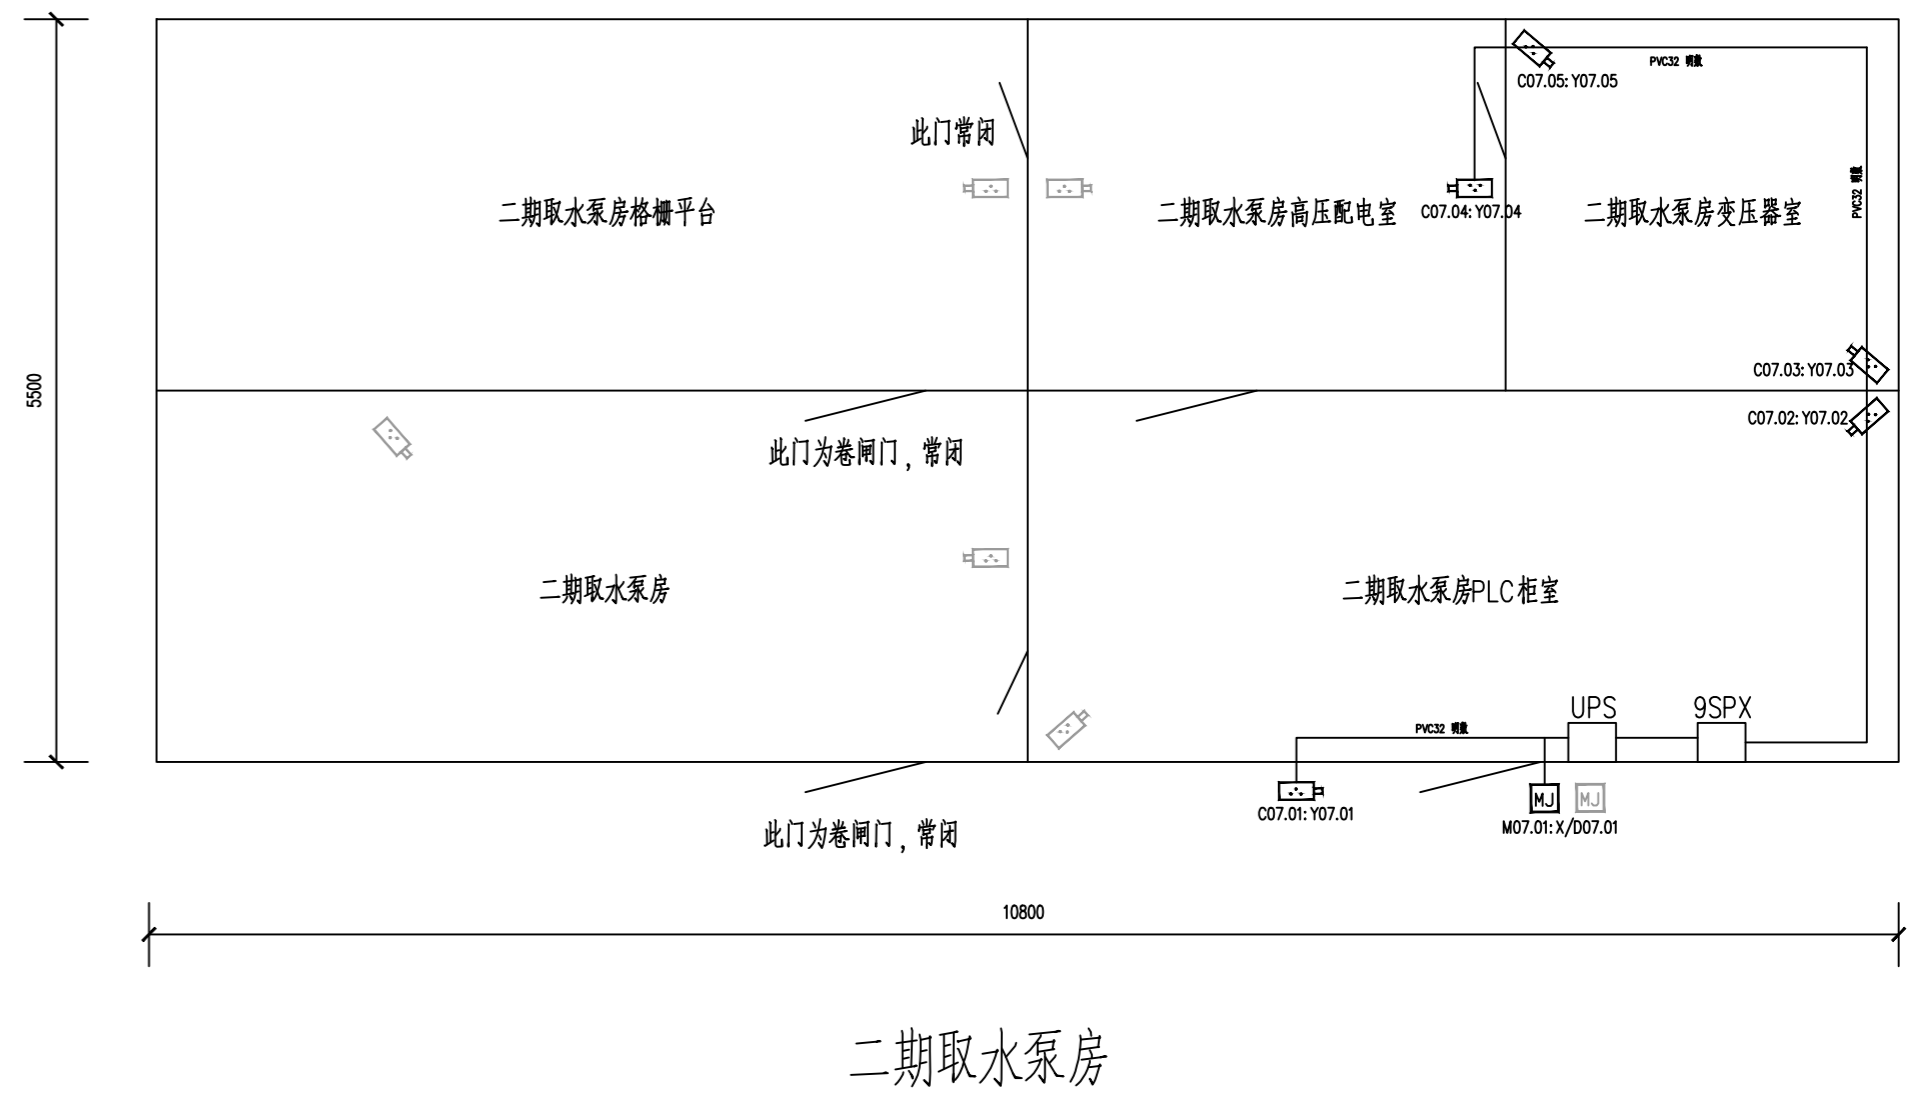 C07.05:Y07.05
PVC32 明敷
此门常闭
PVC32 明敷
二期取水泵房格栅平台
二期取水泵房高压配电室
C07.04:Y07.04
二期取水泵房变压器室
5500
C07.03:Y07.03
C07.02:Y07.02
此门为卷闸门，常闭
二期取水泵房
二期取水泵房PLC柜室
UPS
9SPX
PVC32 明敷
MJ
MJ
C07.01:Y07.01
M07.01:X/D07.01
此门为卷闸门，常闭
10800
二期取水泵房